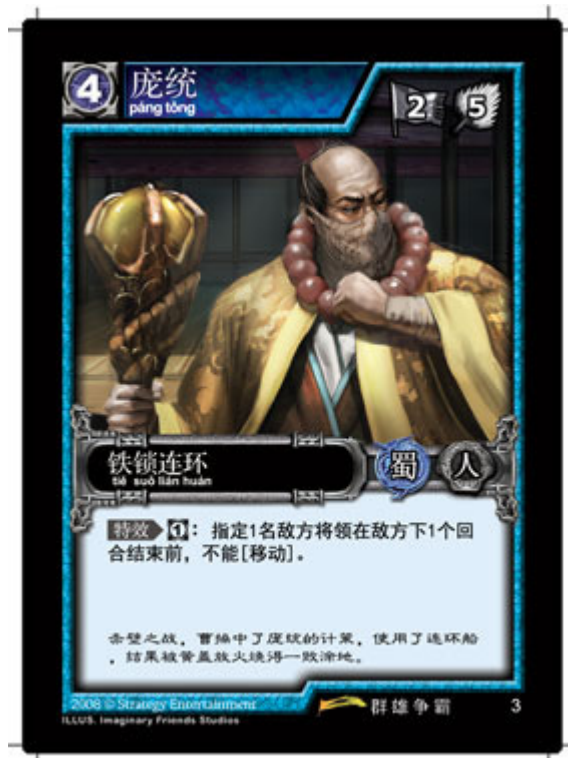 4
庞统
páng tǒng
2 5
铁锁连环
tiě suǒ lián huán
蜀 人
特效 1：指定1名敌方将领在敌方下1个回
合结束前，不能[移动]。
赤壁之战，曹操中了庞统的计策，使用了连环船
，结果被黄盖放火烧得一败涂地。
2008 © Strategy Entertainment
群雄争霸
3
ILLUS. Imaginary Friends Studios